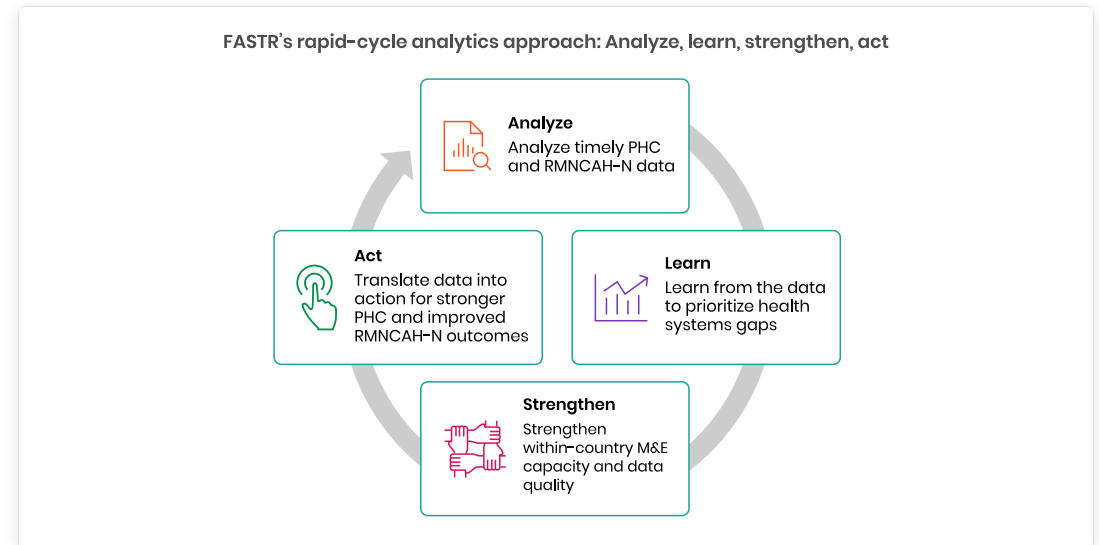 FASTR's rapid-cycle analytics approach: Analyze, learn, strengthen, act
Analyze
Analyze timely PHC
and RMNCAH-N data
Learn
Learn from the data
to prioritize health
systems gaps
Strengthen
Strengthen
within-country M&E
capacity and data
quality
Act
Translate data into
action for stronger
PHC and improved
RMNCAH-N outcomes